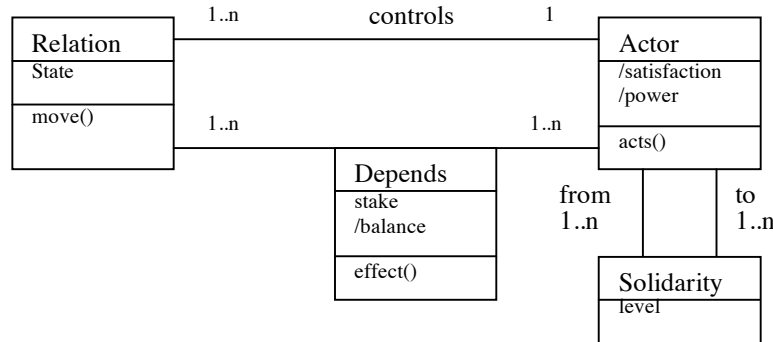 1..n controls 1
Relation
State
move()
Actor
/satisfaction
/power
acts()
1..n 1..n
Depends
stake
/balance
effect()
from
1..n
to
1..n
Solidarity
level